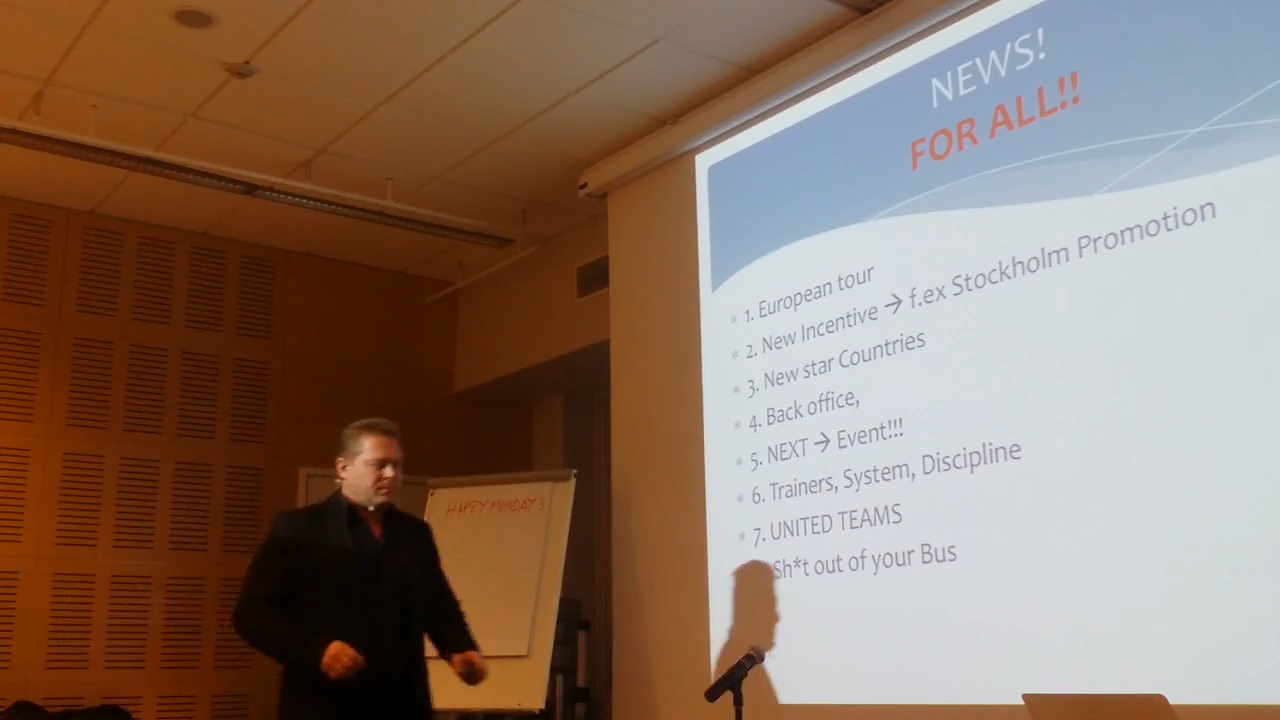 NEWS!
FOR ALL!!
1. European tour
2. New Incentive → f.ex Stockholm Promotion
3. New star Countries
4. Back office,
5. NEXT → Event!!!
6. Trainers, System, Discipline
7. UNITED TEAMS
Sh*t out of your Bus
HAPPY MONDAYS